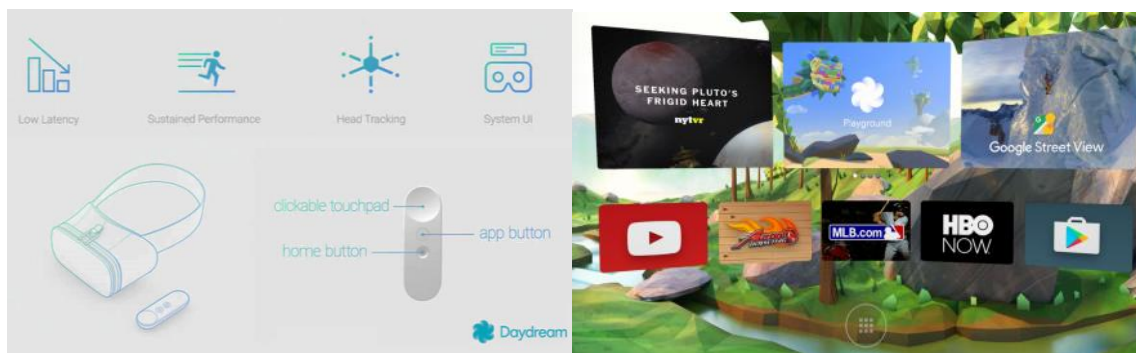 Low Latency
Sustained Performance
Head Tracking
System UI
clickable touchpad
app button
home button
Daydream
SEEKING PLUTO'S
FRIGID HEART
nytvr
Playground
Google Street View
MLB.com
HBO
NOW